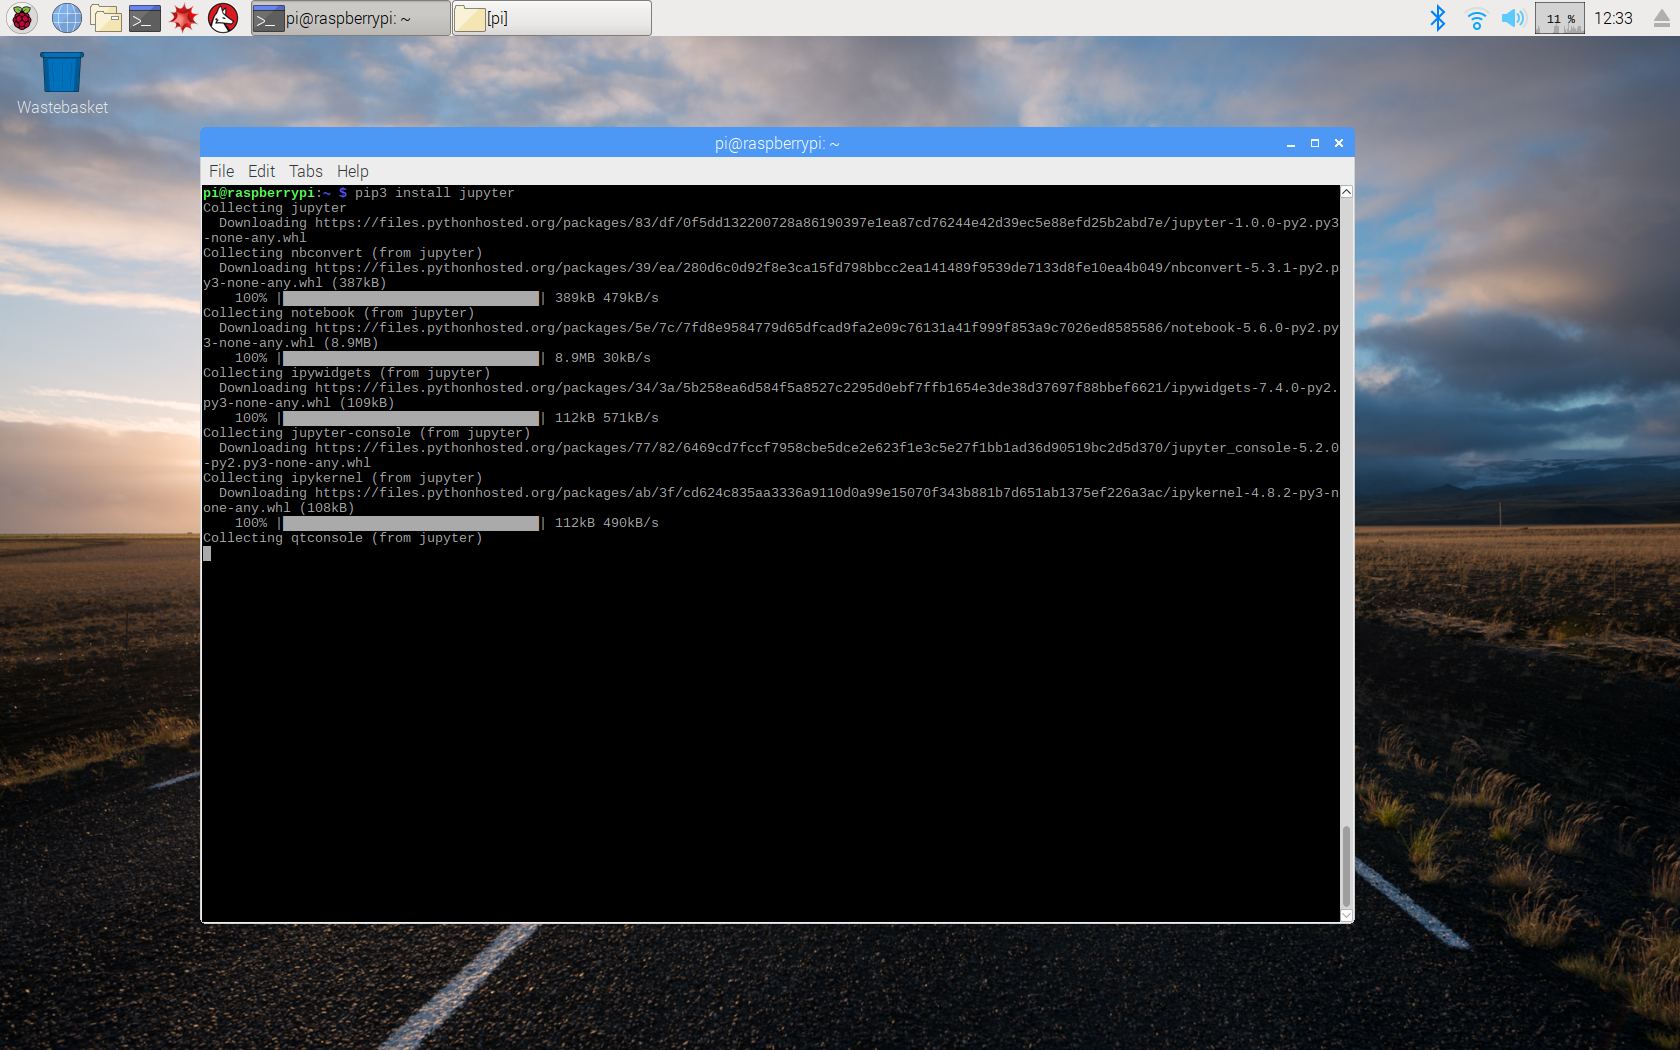 pi@raspberrypi: ~
[pi]
11 %
12:33
Wastebasket
pi@raspberrypi: ~
File Edit Tabs Help
pi@raspberrypi:~ $ pip3 install jupyter
Collecting jupyter
  Downloading https://files.pythonhosted.org/packages/83/df/0f5dd132200728a86190397e1ea87cd76244e42d39ec5e88efd25b2abd7e/jupyter-1.0.0-py2.py3
-none-any.whl
Collecting nbconvert (from jupyter)
  Downloading https://files.pythonhosted.org/packages/39/ea/280d6c0d92f8e3ca15fd798bbcc2ea141489f9539de7133d8fe10ea4b049/nbconvert-5.3.1-py2.p
y3-none-any.whl (387kB)
    100% |████████████████████████████████| 389kB 479kB/s
Collecting notebook (from jupyter)
  Downloading https://files.pythonhosted.org/packages/5e/7c/7fd8e9584779d65dfcad9fa2e09c76131a41f999f853a9c7026ed8585586/notebook-5.6.0-py2.py
3-none-any.whl (8.9MB)
    100% |████████████████████████████████| 8.9MB 30kB/s
Collecting ipywidgets (from jupyter)
  Downloading https://files.pythonhosted.org/packages/34/3a/5b258ea6d584f5a8527c2295d0ebf7ffb1654e3de38d37697f88bbef6621/ipywidgets-7.4.0-py2.
py3-none-any.whl (109kB)
    100% |████████████████████████████████| 112kB 571kB/s
Collecting jupyter-console (from jupyter)
  Downloading https://files.pythonhosted.org/packages/77/82/6469cd7fccf7958cbe5dce2e623f1e3c5e27f1bb1ad36d90519bc2d5d370/jupyter_console-5.2.0
-py2.py3-none-any.whl
Collecting ipykernel (from jupyter)
  Downloading https://files.pythonhosted.org/packages/ab/3f/cd624c835aa3336a9110d0a99e15070f343b881b7d651ab1375ef226a3ac/ipykernel-4.8.2-py3-n
one-any.whl (108kB)
    100% |████████████████████████████████| 112kB 490kB/s
Collecting qtconsole (from jupyter)